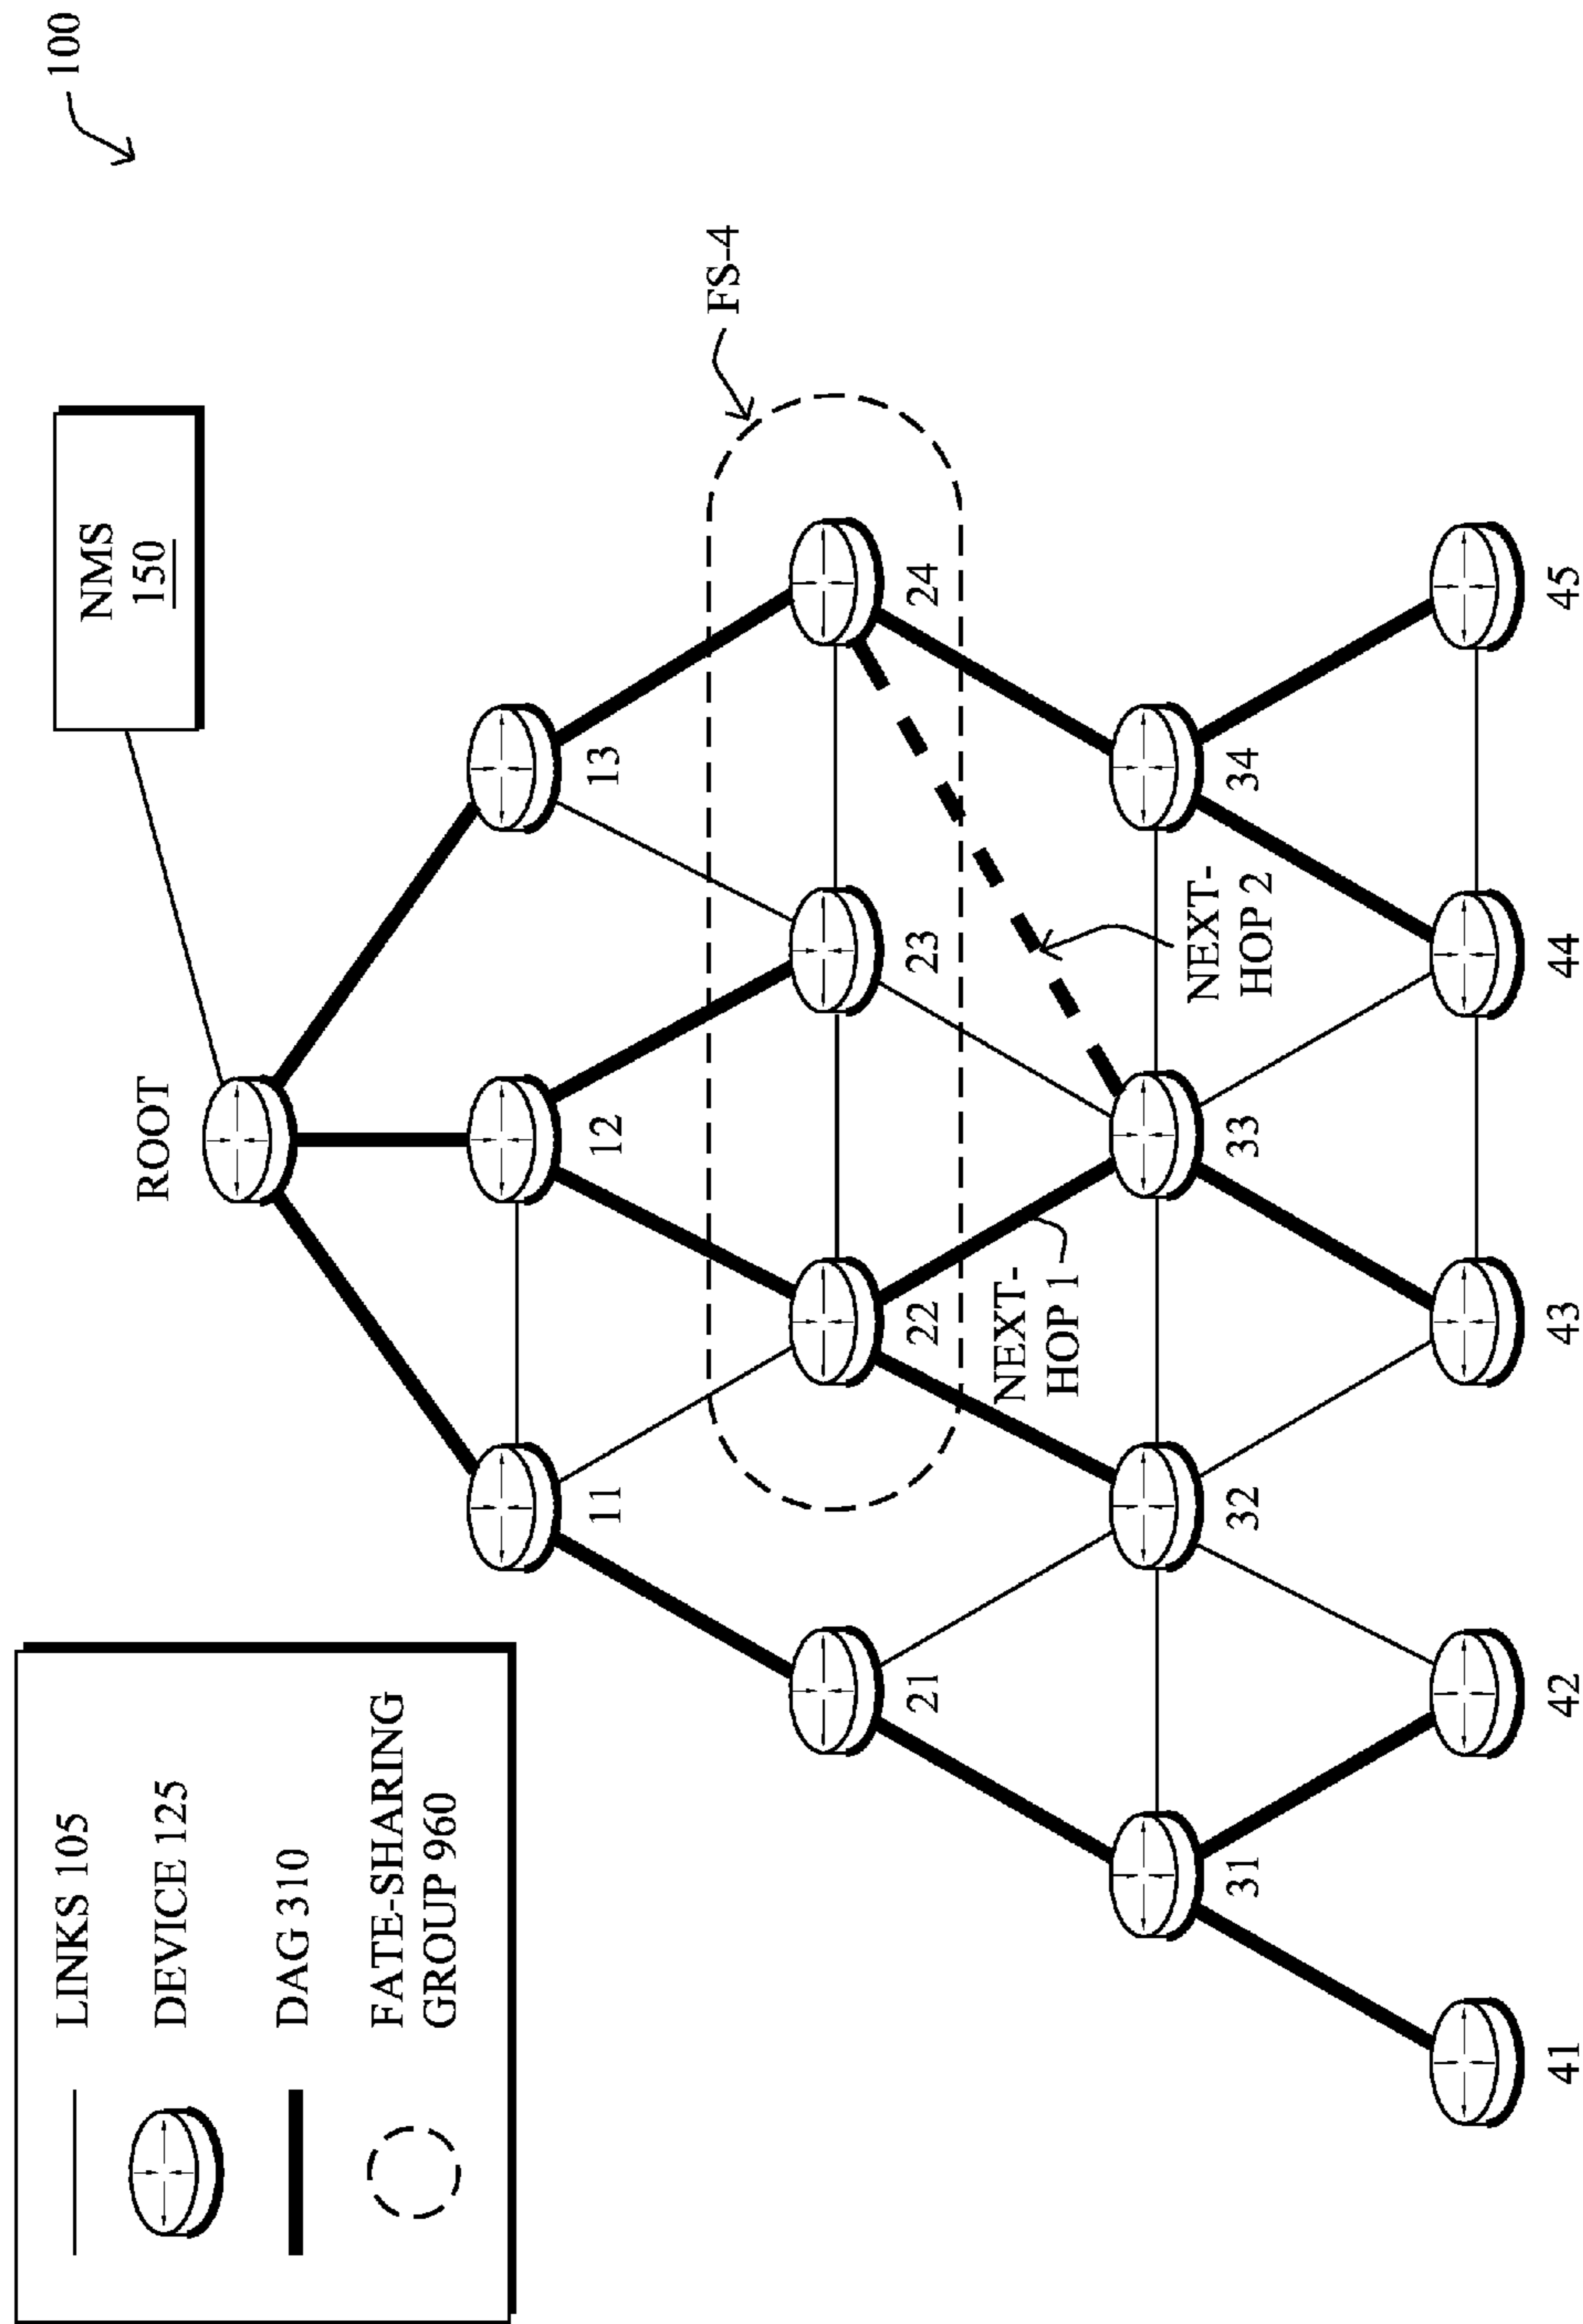 LINKS 105
DEVICE 125
DAG 310
FATE-SHARING
GROUP 960
100
NMS
150
ROOT
11
12
13
FS-4
21
22
23
24
NEXT-
HOP 1
NEXT-
HOP 2
31
32
33
34
41
42
43
44
45